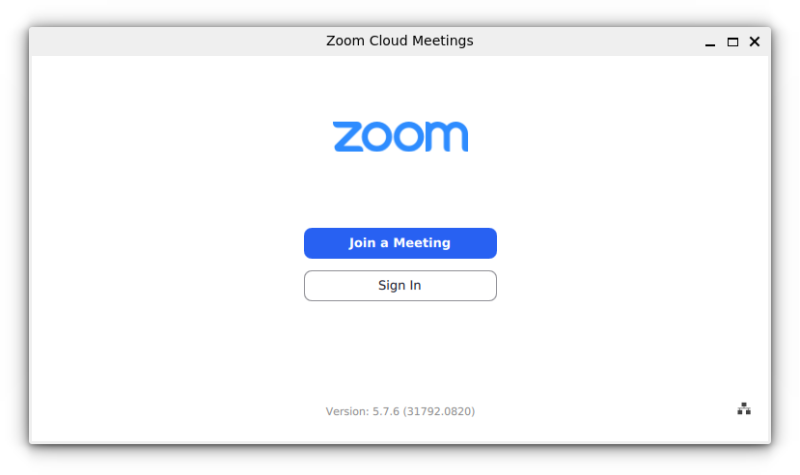 Zoom Cloud Meetings
zoom
Join a Meeting
Sign In
Version: 5.7.6 (31792.0820)